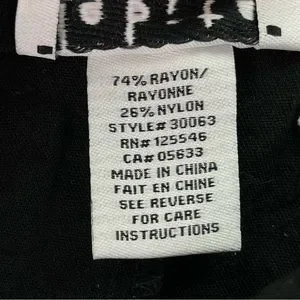 74% RAYON/
RAYONNE
26% NYLON
STYLE# 30063
RN# 125546
CA# 05633
MADE IN CHINA
FAIT EN CHINE
SEE REVERSE
FOR CARE
INSTRUCTIONS